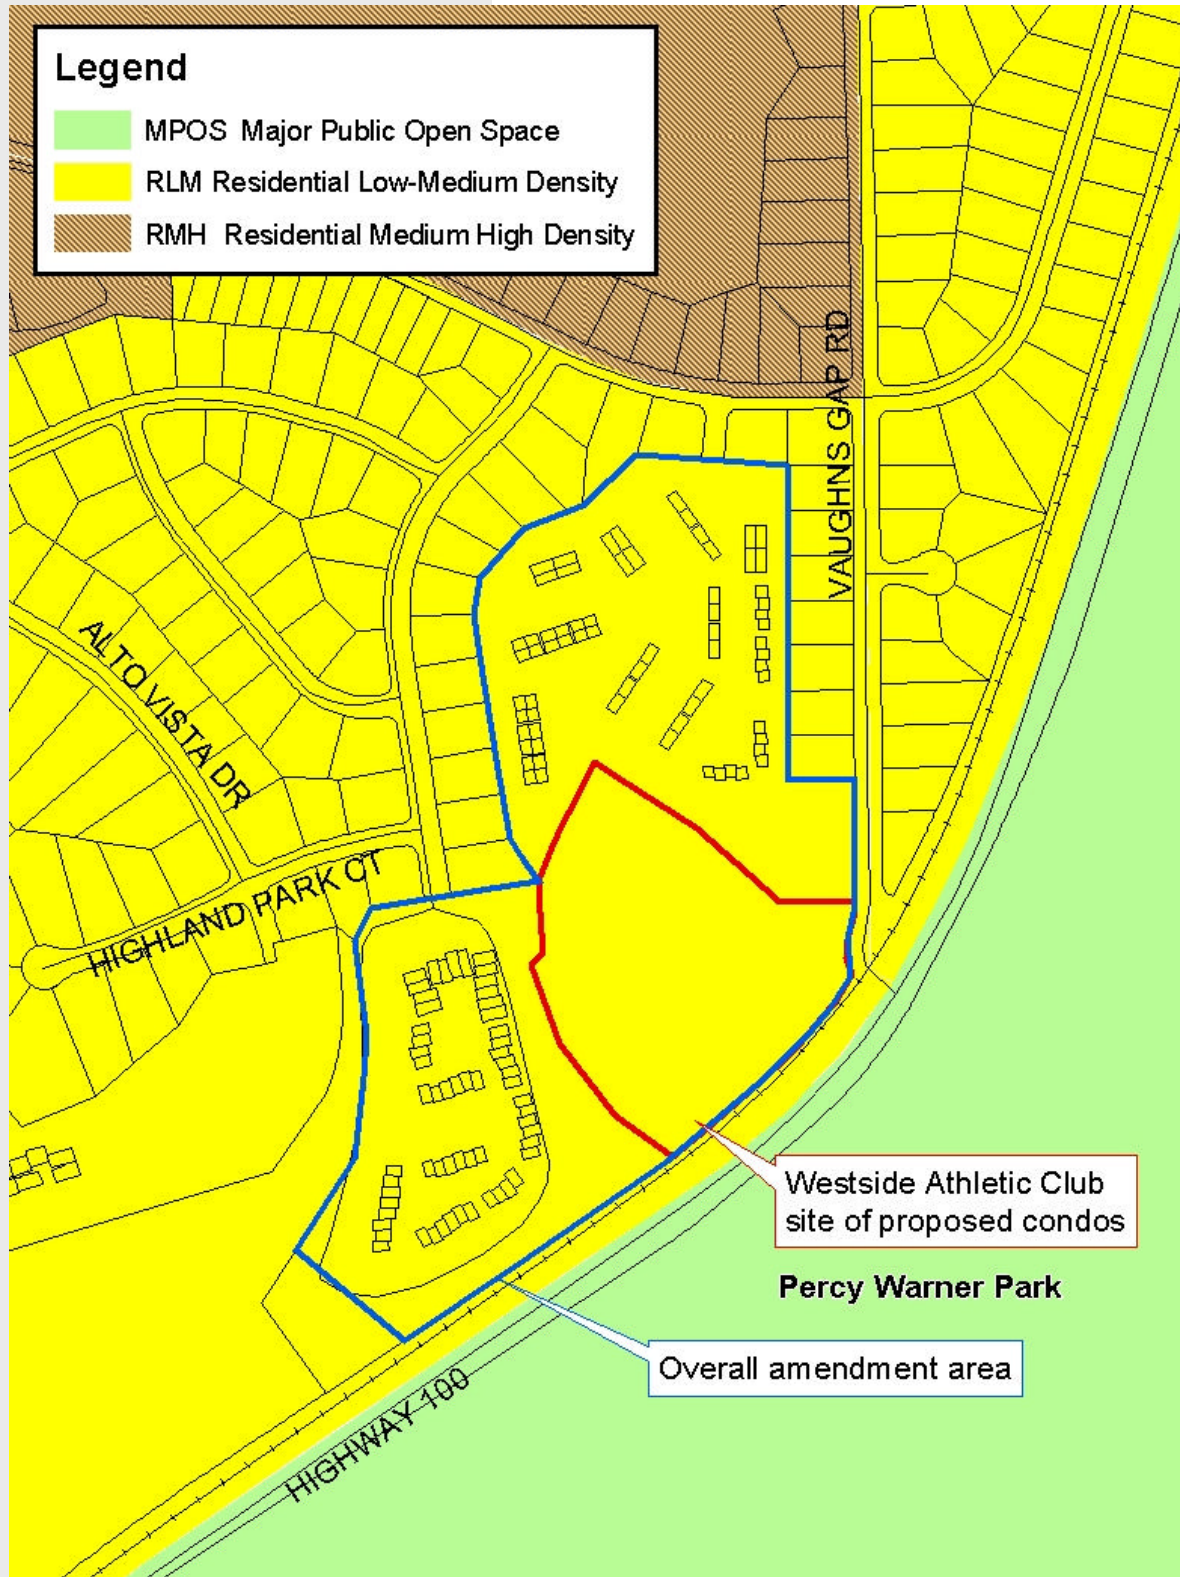 Legend
MPOS Major Public Open Space
RLM Residential Low-Medium Density
RMH Residential Medium High Density
VAUGHNS GAP RD
ALTO VISTA DR
HIGHLAND PARK CT
Westside Athletic Club
site of proposed condos
Percy Warner Park
Overall amendment area
HIGHWAY 100